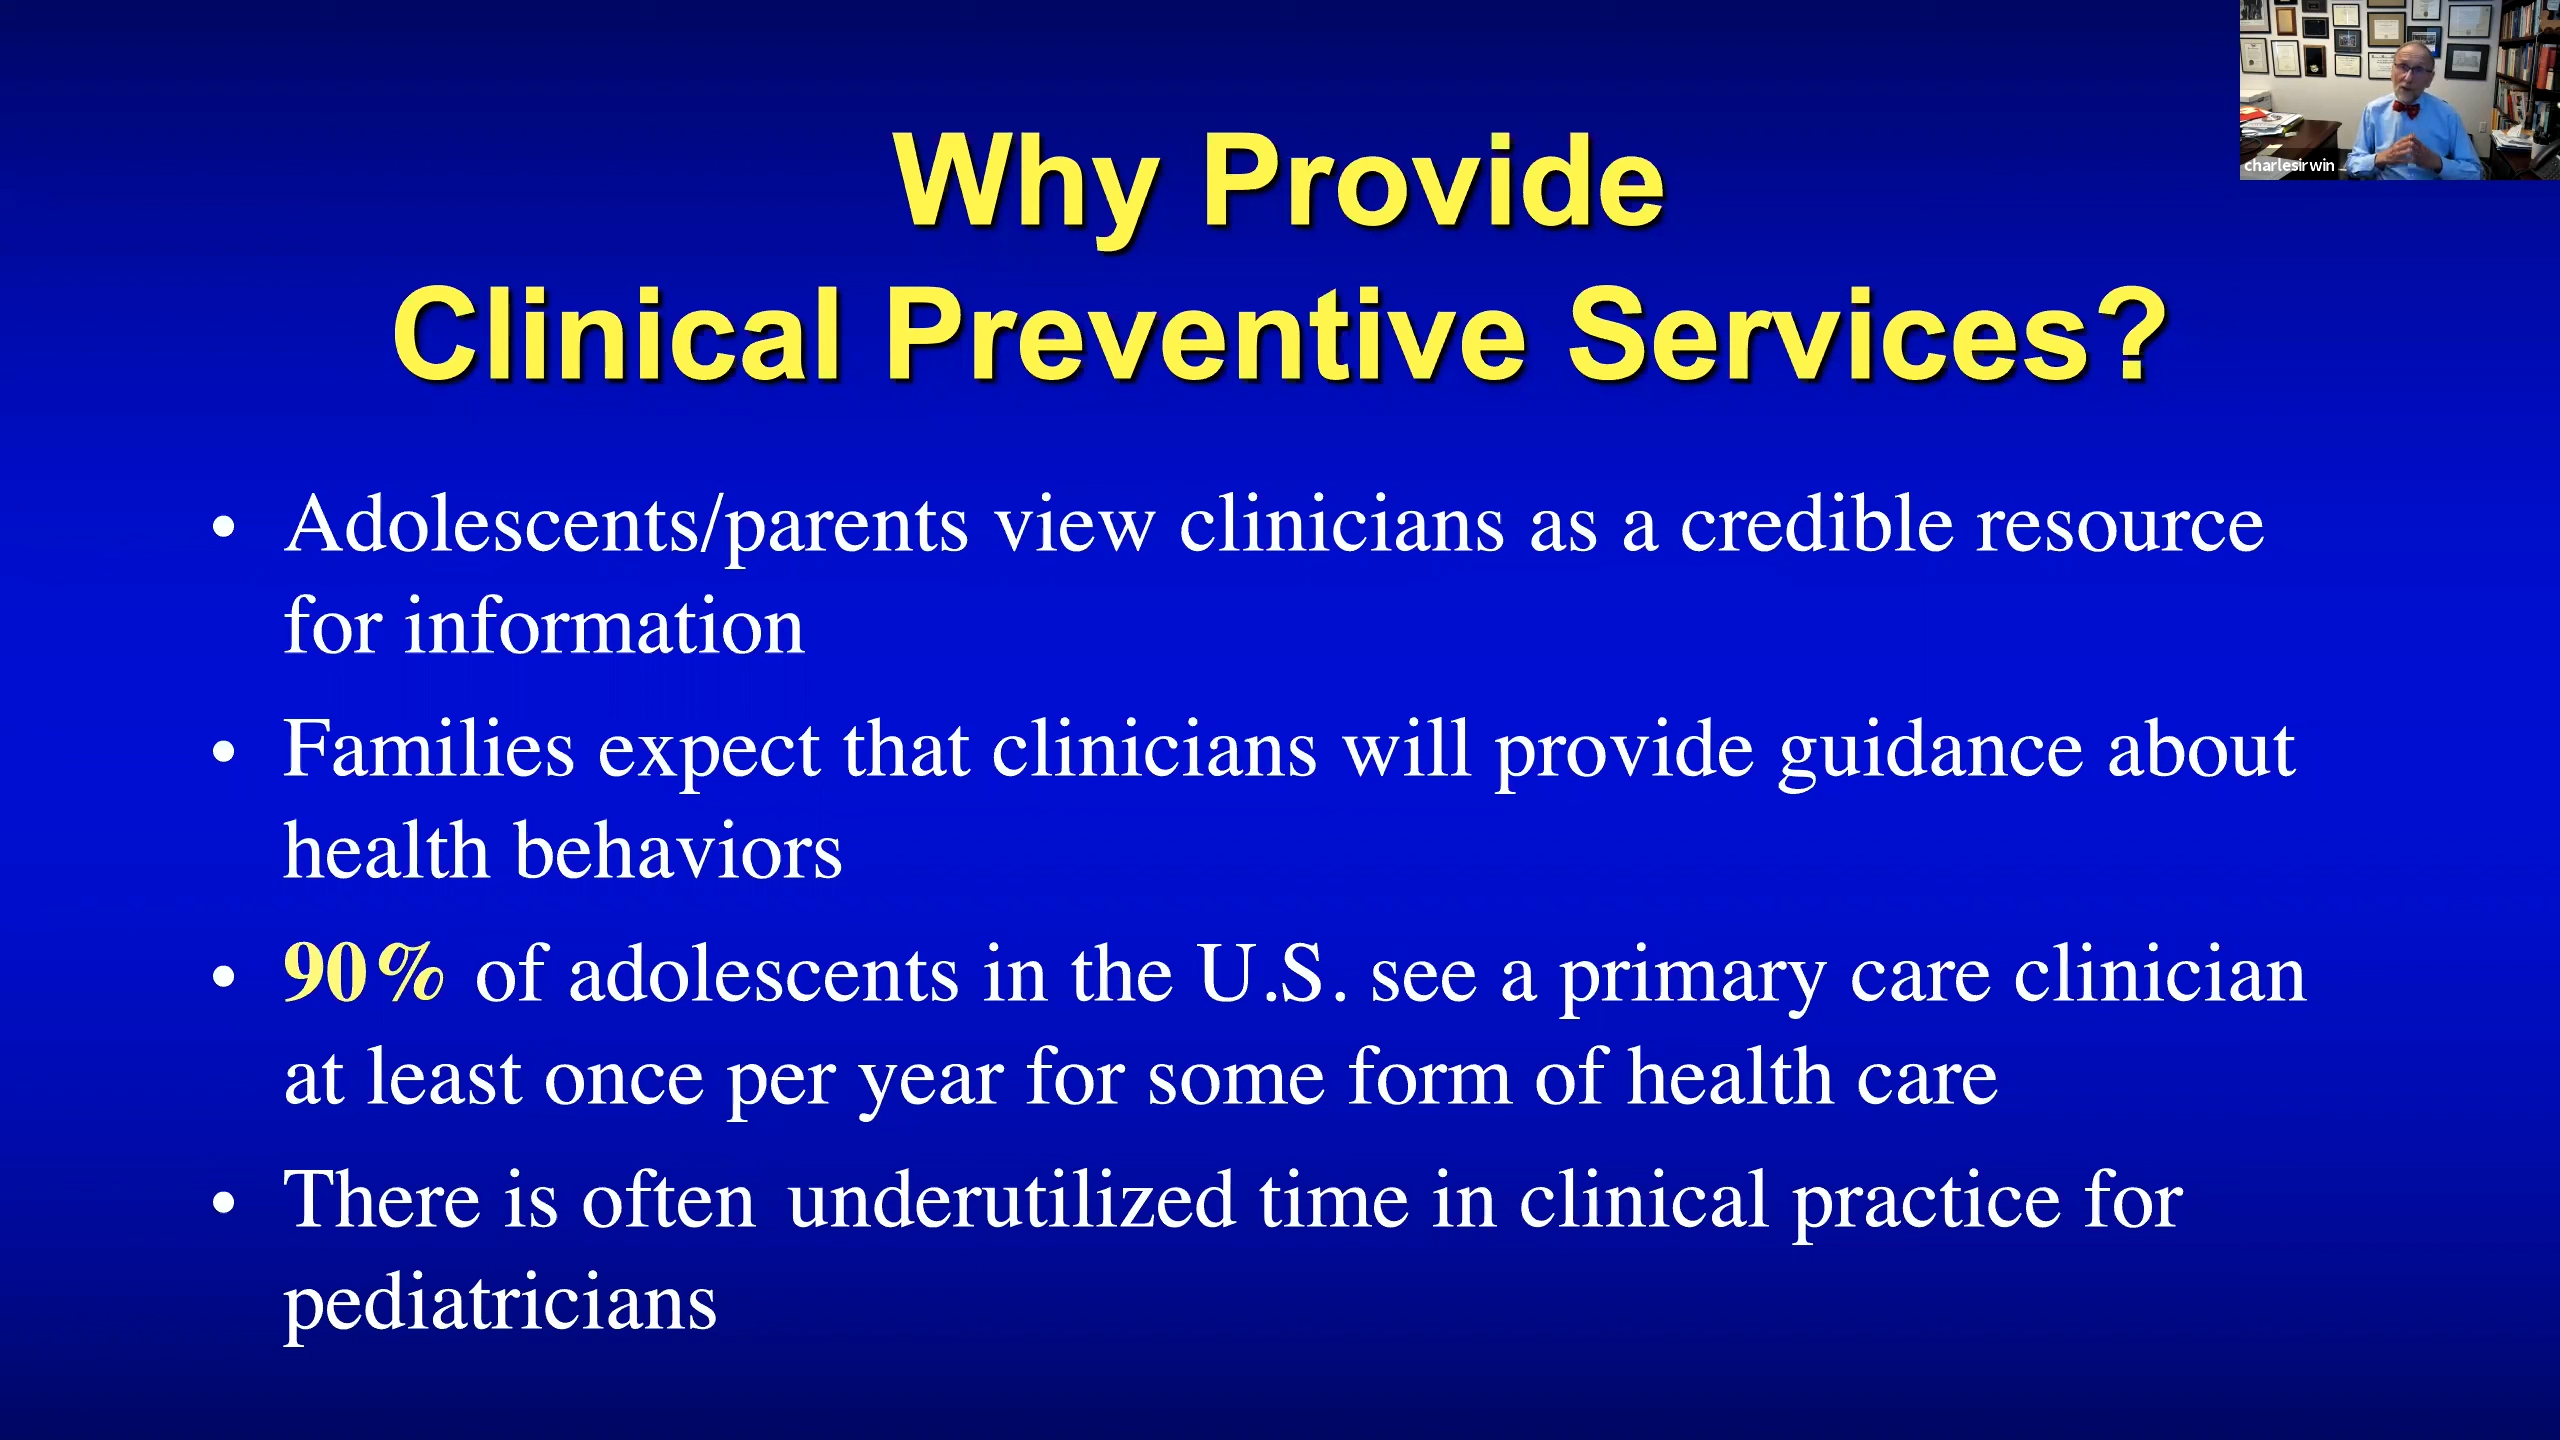 Why Provide
Clinical Preventive Services?
charlesirwin _
• Adolescents/parents view clinicians as a credible resource
for information
• Families expect that clinicians will provide guidance about
health behaviors
• 90% of adolescents in the U.S. see a primary care clinician
at least once per year for some form of health care
• There is often underutilized time in clinical practice for
pediatricians